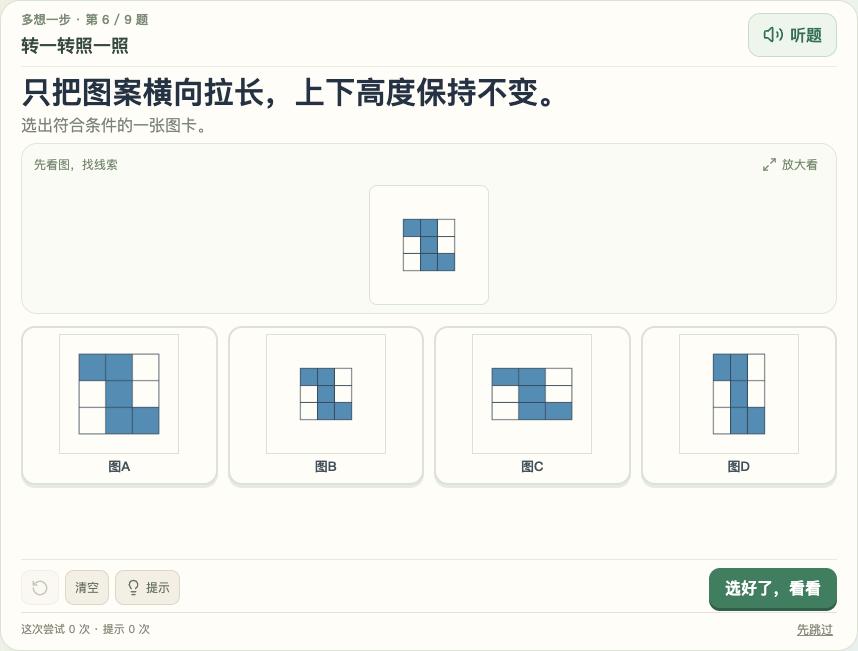 多想一步 · 第 6 / 9 题
转一转照一照
听题
只把图案横向拉长，上下高度保持不变。
选出符合条件的一张图卡。
先看图，找线索
放大看
图A
图B
图C
图D
清空
提示
选好了，看看
这次尝试 0 次 · 提示 0 次
先跳过